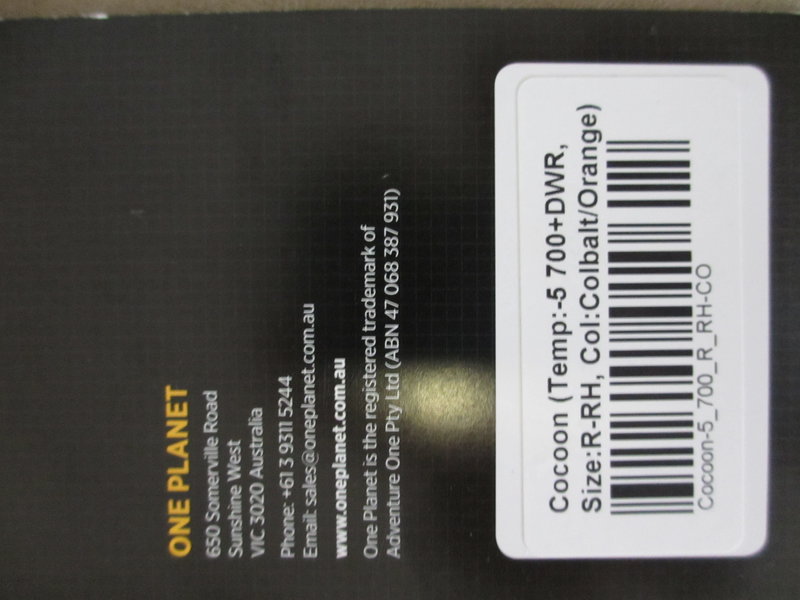 ONE PLANET
650 Somerville Road
Sunshine West
VIC 3020 Australia
Phone: +61 3 9311 5244
Email: sales@oneplanet.com.au
www.oneplanet.com.au
One Planet is the registered trademark of
Adventure One Pty Ltd (ABN 47 068 387 931)
Cocoon (Temp:-5 700+DWR,
Size:R-RH, Col:Colbalt/Orange)
Cocoon-5_700_R_RH-CO